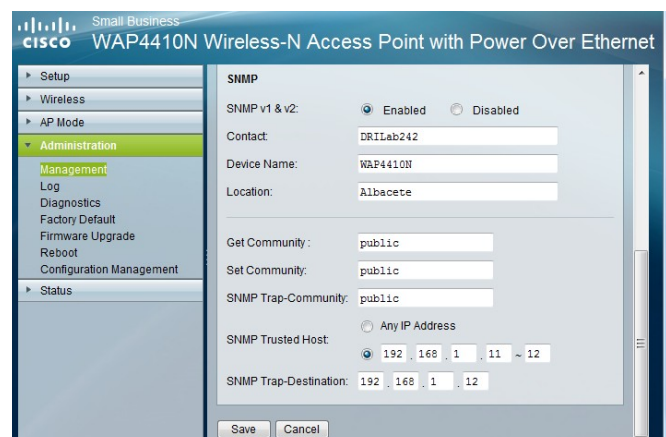 Small Business
CISCO WAP4410N Wireless-N Access Point with Power Over Ethernet
Setup
Wireless
AP Mode
Administration
Management
Log
Diagnostics
Factory Default
Firmware Upgrade
Reboot
Configuration Management
Status
SNMP
SNMP v1 & v2: Enabled Disabled
Contact: DRILab242
Device Name: WAP4410N
Location: Albacete
Get Community : public
Set Community: public
SNMP Trap-Community: public
SNMP Trusted Host: Any IP Address
192 . 168 . 1 . 11 ~ 12
SNMP Trap-Destination: 192 . 168 . 1 . 12
Save Cancel